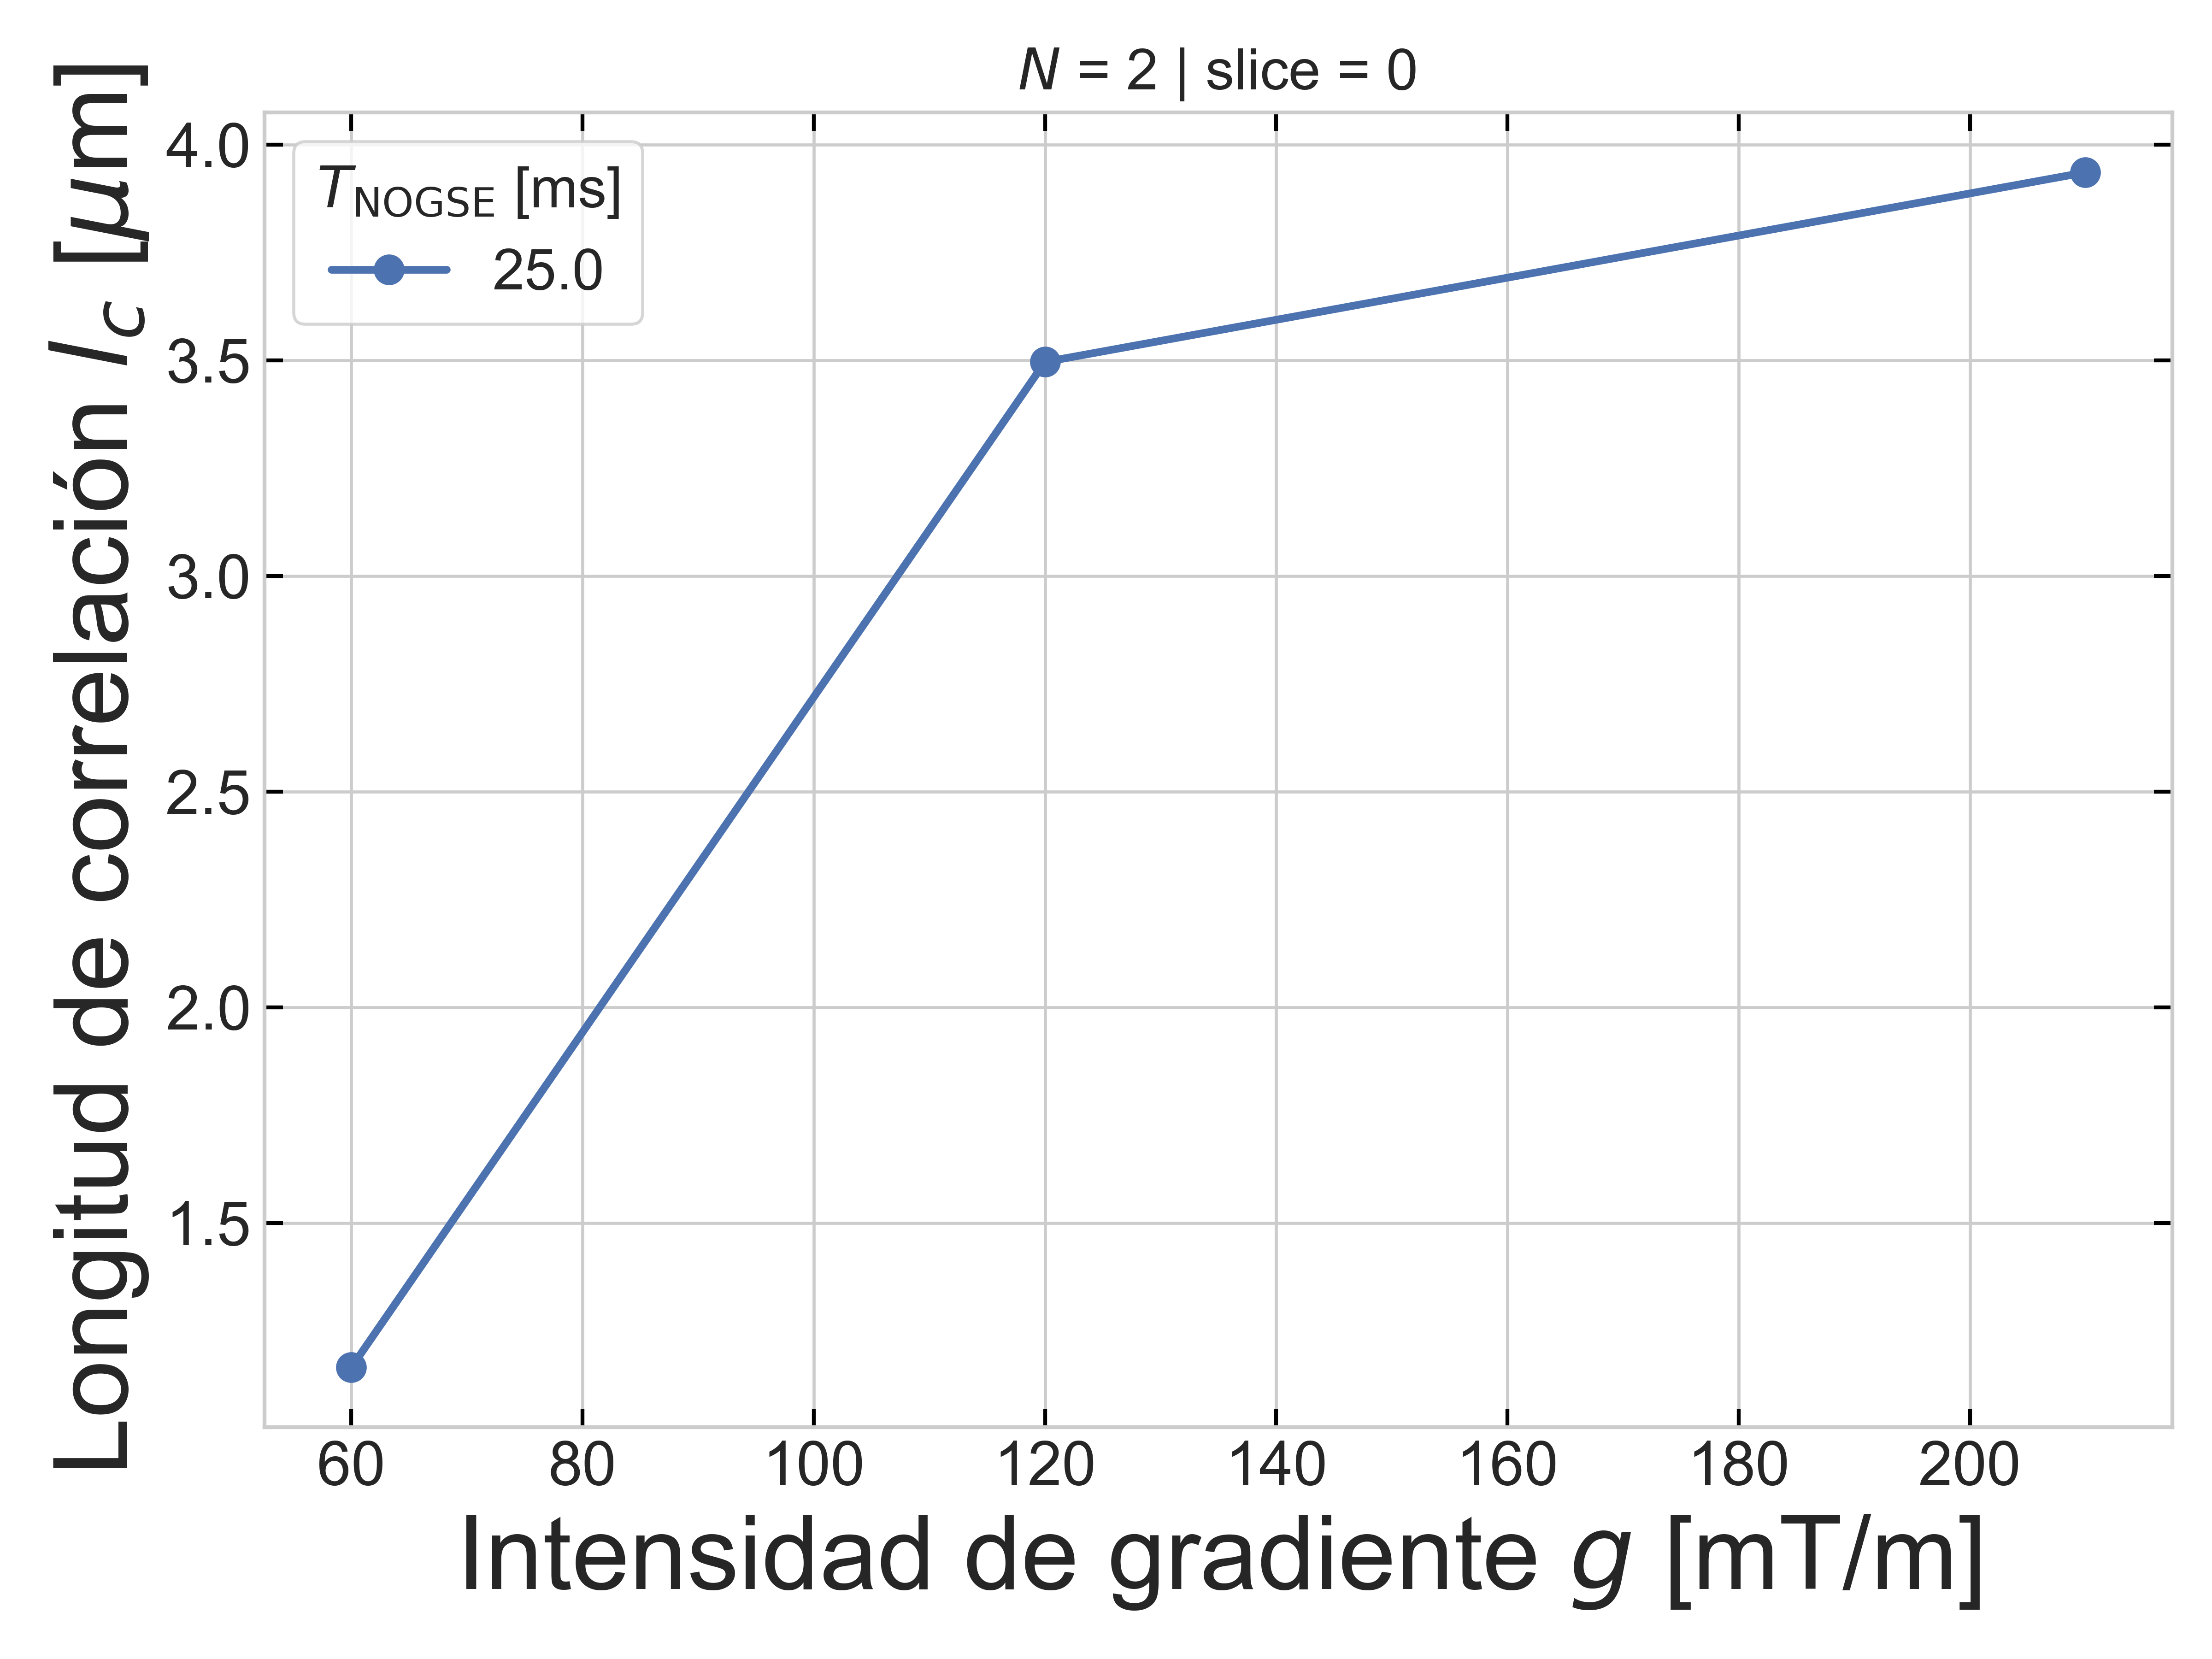 N = 2 | slice = 0
Longitud de correlación l_c [μm]
4.0
3.5
3.0
2.5
2.0
1.5
T_NOGSE [ms]
25.0
60 80 100 120 140 160 180 200
Intensidad de gradiente g [mT/m]